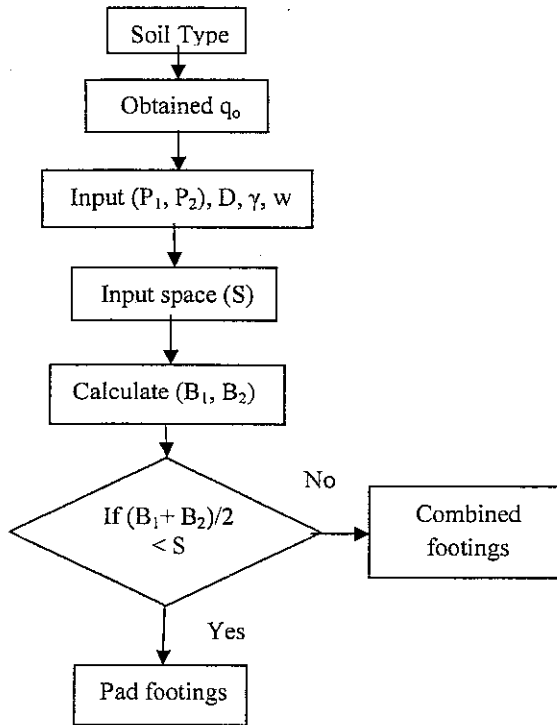 Soil Type
Obtained qₒ
Input (P₁, P₂), D, γ, w
Input space (S)
Calculate (B₁, B₂)
No
If (B₁+ B₂)/2
< S
Combined
footings
Yes
Pad footings